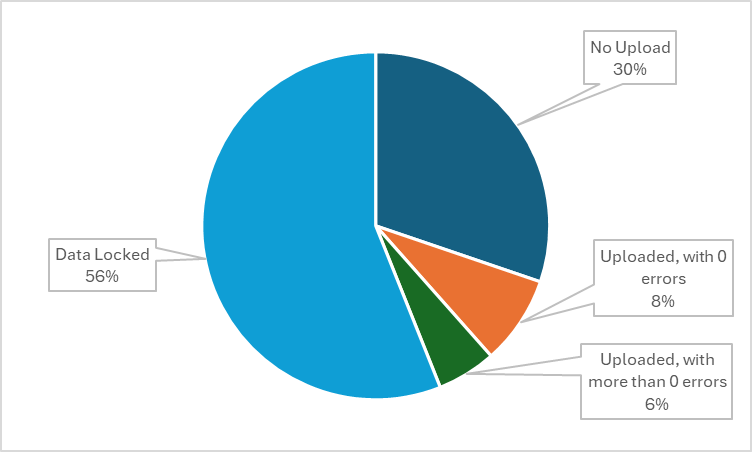 No Upload
30%
Data Locked
56%
Uploaded, with 0
errors
8%
Uploaded, with
more than 0 errors
6%